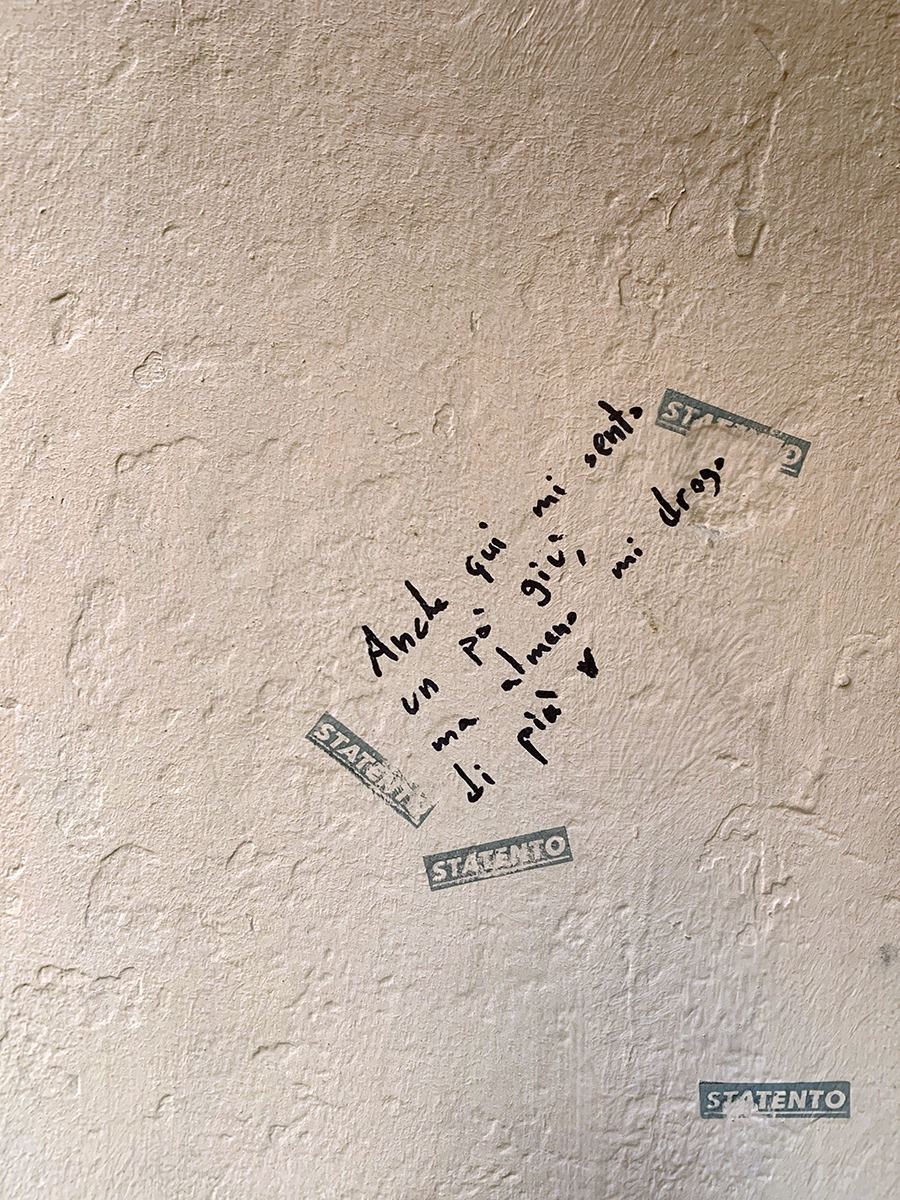 STATENTO
Anche qui mi sento
un pò giù,
ma almeno mi drogo
di più ♥
STATENTO
STATENTO
STATENTO